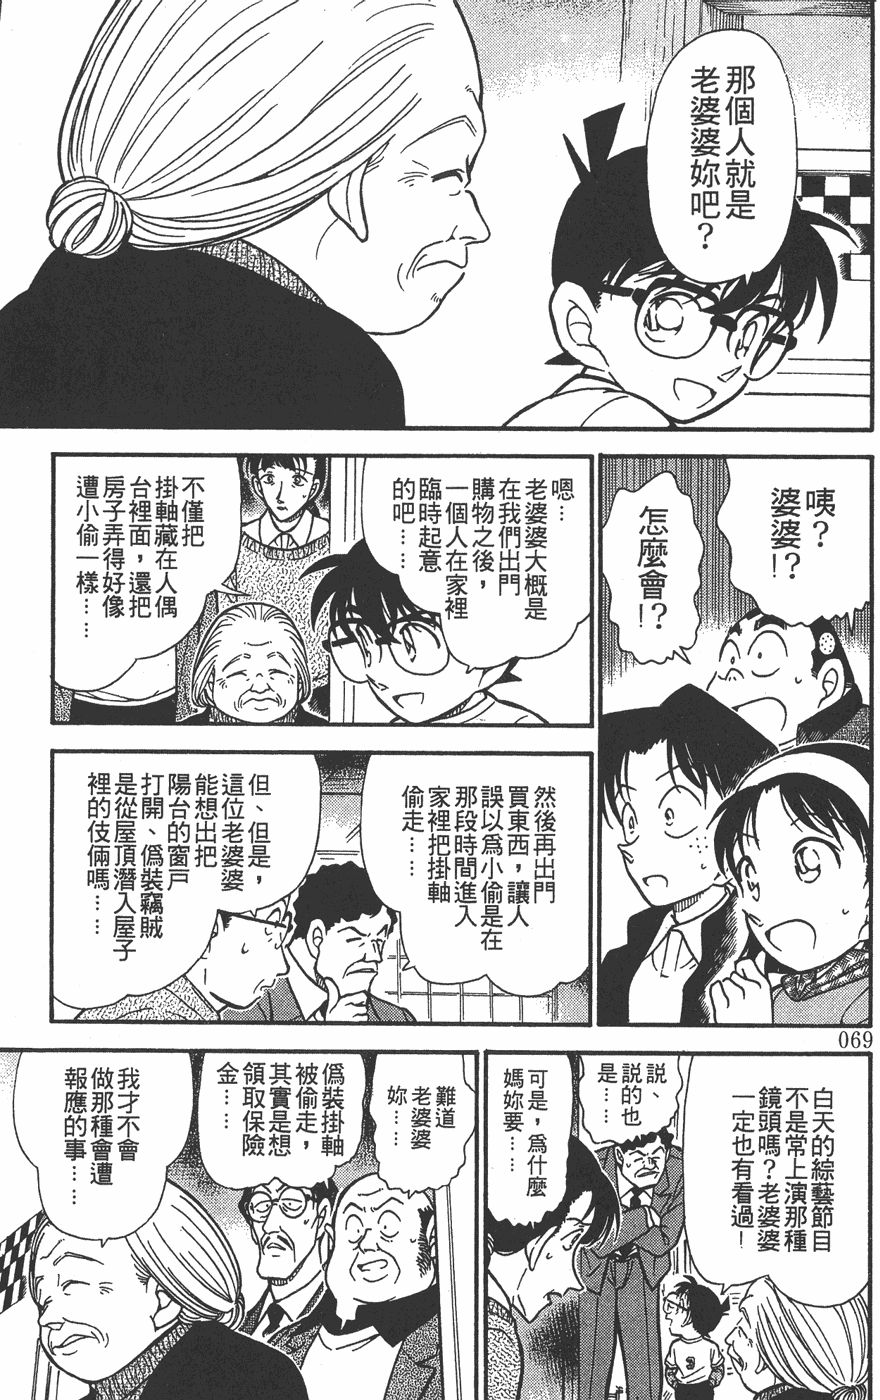 那個人就是
老婆婆妳吧？
咦？
婆婆!?
怎麼會!?
嗯…
老婆婆大概是
在我們出門
購物之後，
一個人在家裡
臨時起意
的吧……
不僅把
掛軸藏在人偶
台裡面，還把
房子弄得好像
遭小偷一樣……
然後再出門
買東西，讓人
誤以為小偷是在
那段時間進入
家裡把掛軸
偷走……
但、但是，
這位老婆婆
能想出把
陽台的窗戶
打開、偽裝竊賊
是從屋頂潛入屋子
裡的伎倆嗎……
069
白天的綜藝節目
不是常上演那種
鏡頭嗎？老婆婆
一定也有看過！
説、
説的也
是……
可是，為什麼
媽妳要……
難道
老婆婆
妳……
偽裝掛軸
被偷走，
其實是想
領取保險
金……
我才不會
做那種會遭
報應的事……